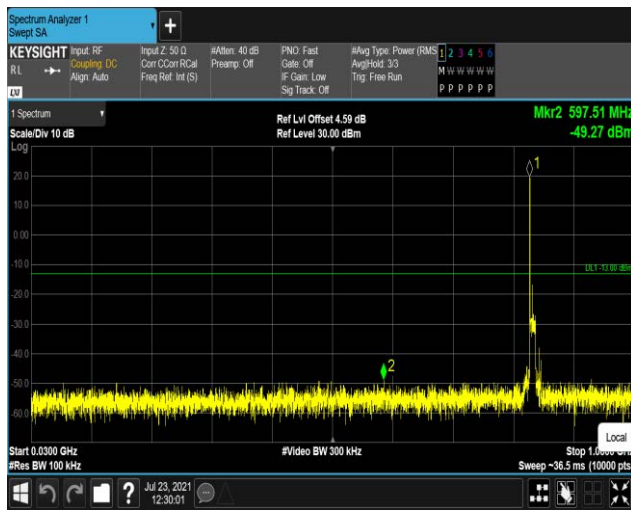 Spectrum Analyzer 1
Swept SA
+
KEYSIGHT Input: RF Input Z: 50 Ω #Atten: 40 dB PNO: Fast #Avg Type: Power (RMS 1 2 3 4 5 6
RL Coupling: DC Corr CCorr RCal Preamp: Off Gate: Off Avg|Hold: 3/3 M W W W W W
Align: Auto Freq Ref: Int (S) IF Gain: Low Trig: Free Run
LXI Sig Track: Off P P P P P P
1 Spectrum Ref Lvl Offset 4.59 dB Mkr2 597.51 MHz
Scale/Div 10 dB Ref Level 30.00 dBm -49.27 dBm
Log
1
20.0
10.0
0.00
-10.0
DL1 -13.00 dBm
-20.0
-30.0
-40.0
2
-50.0
-60.0
Local
Start 0.0300 GHz #Video BW 300 kHz Stop 1.0000 GHz
#Res BW 100 kHz Sweep ~36.5 ms (10000 pts
? Jul 23, 2021
12:30:01